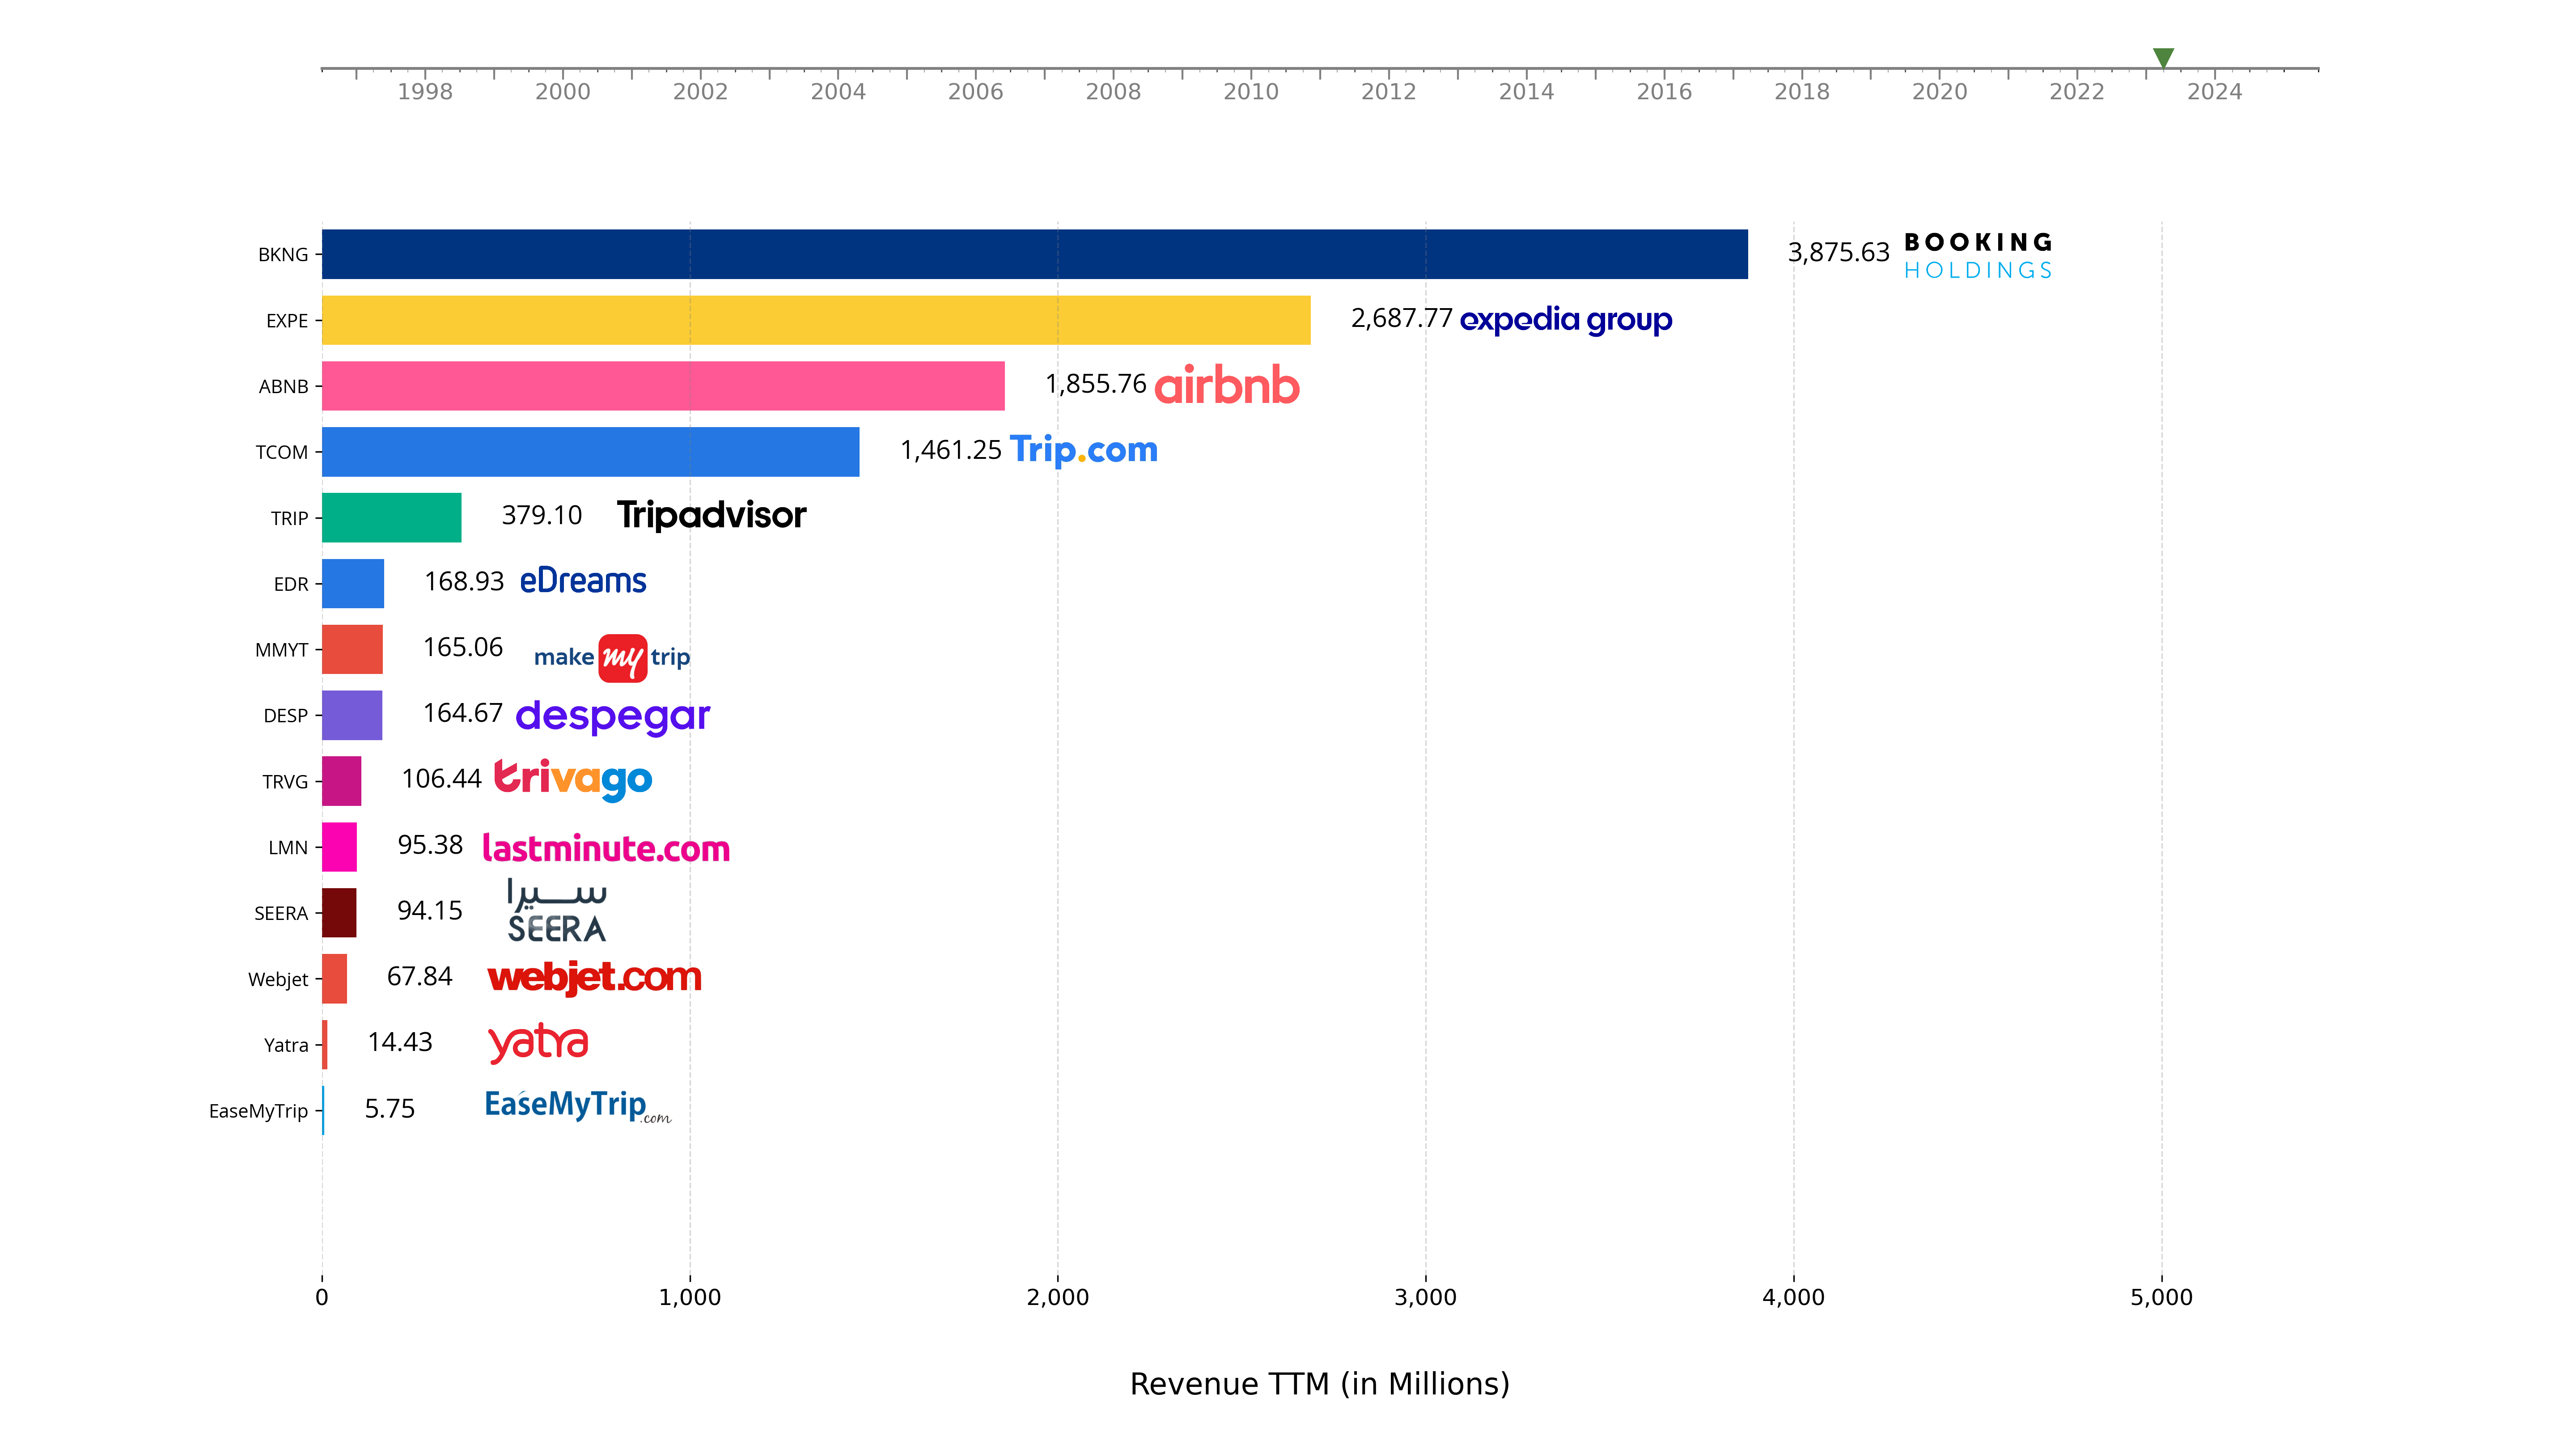 1998 2000 2002 2004 2006 2008 2010 2012 2014 2016 2018 2020 2022 2024
BKNG 3,875.63 BOOKING
HOLDINGS
EXPE 2,687.77 expedia group
ABNB 1,855.76 airbnb
TCOM 1,461.25 Trip.com
TRIP 379.10 Tripadvisor
EDR 168.93 eDreams
MMYT 165.06 make my trip
DESP 164.67 despegar
TRVG 106.44 trivago
LMN 95.38 lastminute.com
سيرا
SEERA 94.15 SEERA
Webjet 67.84 webjet.com
Yatra 14.43 yatra
EaseMyTrip 5.75 EaseMyTrip.com
0 1,000 2,000 3,000 4,000 5,000
Revenue TTM (in Millions)